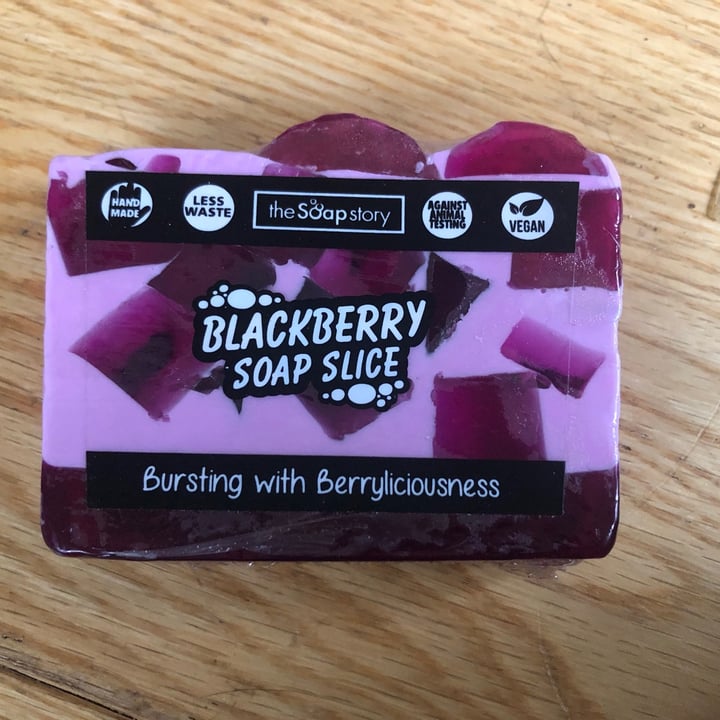 HAND MADE
LESS WASTE
the Soap story
AGAINST ANIMAL TESTING
VEGAN
BLACKBERRY
SOAP SLICE
Bursting with Berryliciousness